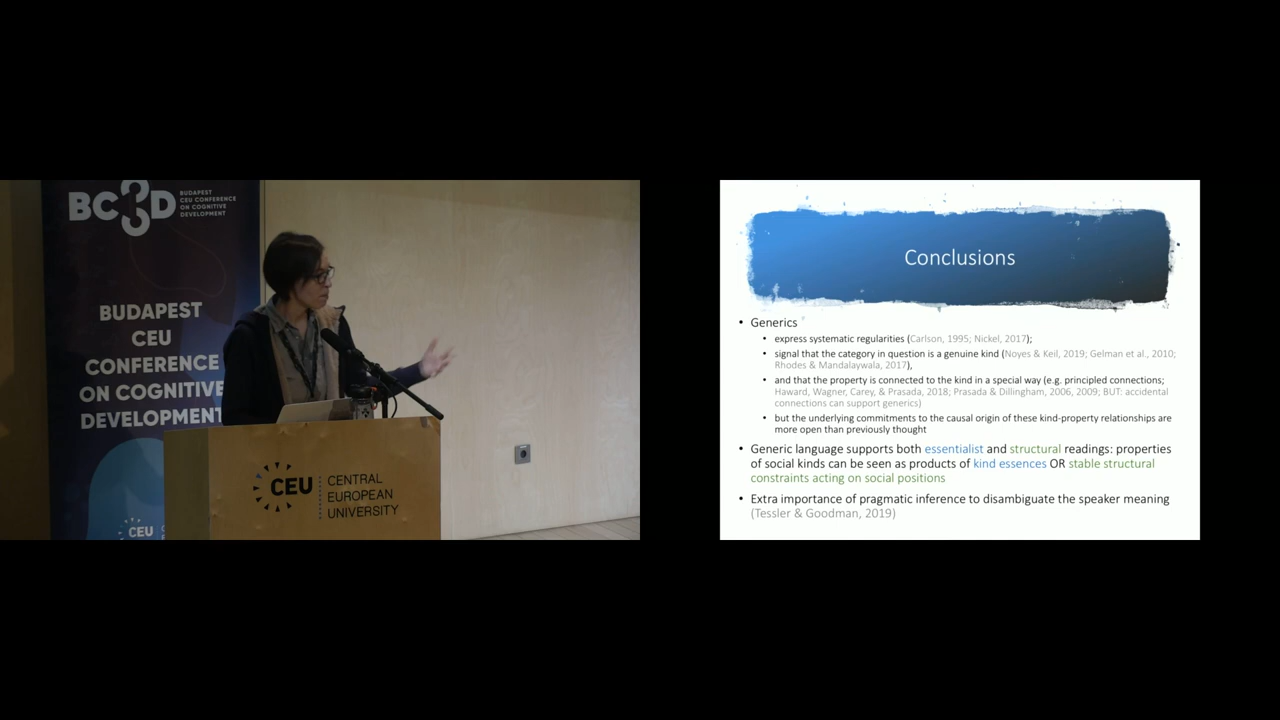 BC3D
BUDAPEST
CEU CONFERENCE
ON COGNITIVE
DEVELOPMENT
BUDAPEST
CEU
CONFERENCE
ON COGNITIVE
DEVELOPMENT
CEU
CEU
CENTRAL
EUROPEAN
UNIVERSITY
Conclusions
• Generics
• express systematic regularities (Carlson, 1995; Nickel, 2017);
• signal that the category in question is a genuine kind (Noyes & Keil, 2019; Gelman et al., 2010;
Rhodes & Mandalaywala, 2017),
• and that the property is connected to the kind in a special way (e.g. principled connections;
Haward, Wagner, Carey, & Prasada, 2018; Prasada & Dillingham, 2006, 2009; BUT: accidental
connections can support generics)
• but the underlying commitments to the causal origin of these kind-property relationships are
more open than previously thought
• Generic language supports both essentialist and structural readings: properties
of social kinds can be seen as products of kind essences OR stable structural
constraints acting on social positions
• Extra importance of pragmatic inference to disambiguate the speaker meaning
(Tessler & Goodman, 2019)